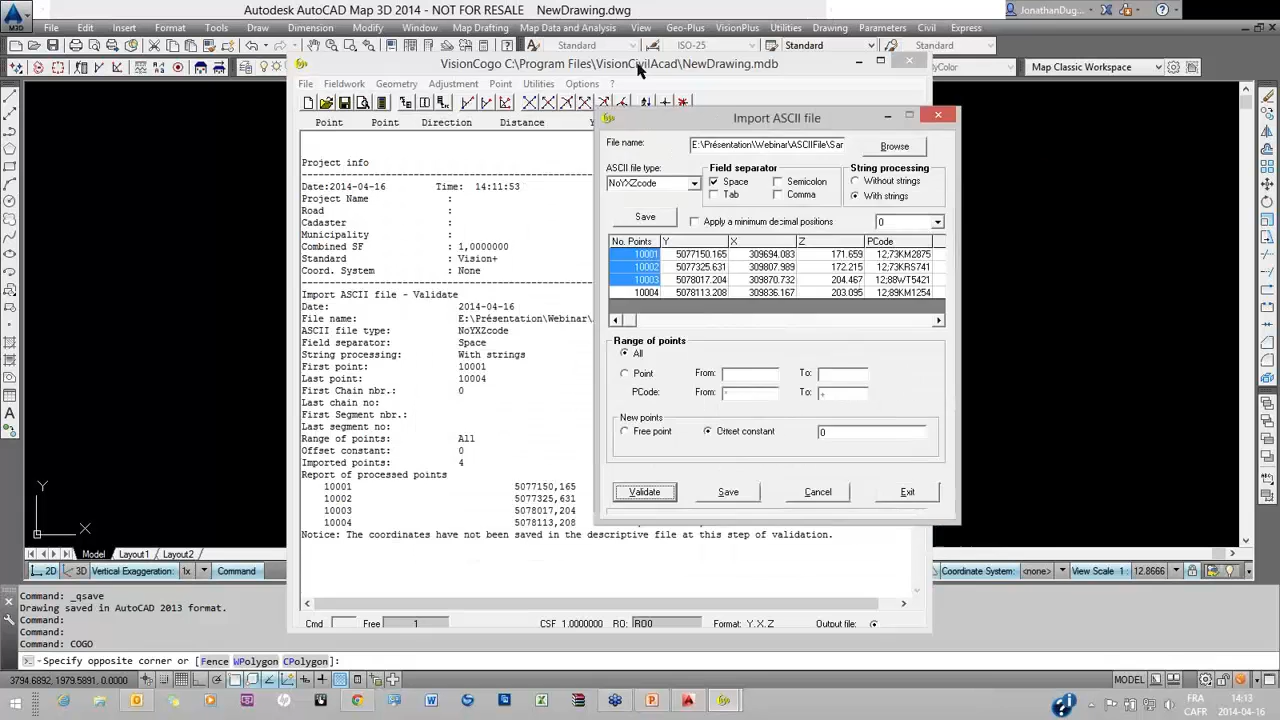 Autodesk AutoCAD Map 3D 2014 - NOT FOR RESALE NewDrawing.dwg
JonathanDug...
File Edit Insert Format Tools Draw Dimension Modify Window Map Drafting Map Data and Analysis View Geo-Plus VisionPlus Utilities Drawing Parameters Help
Standard ISO-25 Standard Standard
ByColor Map Classic Workspace
VisionCogo C:\Program Files\VisionCivilAcad\NewDrawing.mdb
File Fieldwork Geometry Adjustment Point Utilities Options ?
Point Point Direction Distance Y
Project info
Date:2014-04-16 Time: 14:11:53
Project Name :
Road :
Cadaster :
Municipality :
Combined SF : 1,0000000
Standard : Vision+
Coord. System : None
Import ASCII file - Validate
Date: 2014-04-16
File name: E:\Présentation\Webinar\
ASCII file type: NoYXZcode
Field separator: Space
String processing: With strings
First point: 10001
Last point: 10004
First Chain nbr.: 0
Last chain no:
First Segment nbr.:
Last segment no:
Range of points: All
Offset constant: 0
Imported points: 4
Report of processed points
10001 5077150,165
10002 5077325,631
10003 5078017,204
10004 5078113,208
Notice: The coordinates have not been saved in the descriptive file at this step of validation.
Cmd Free 1 CSF 1.0000000 RO: R00 Format: Y,X,Z Output file:
Import ASCII file
File name: E:\Présentation\Webinar\ASCIIFile\Sar Browse
ASCII file type: Field separator String processing
NoYXZcode Space Semicolon Without strings
Tab Comma With strings
Save Apply a minimum decimal positions 0
No. Points Y X Z PCode
10001 5077150.165 309694.083 171.659 12;73KM2875
10002 5077325.631 309807.989 172.215 12;73KRS741
10003 5078017.204 309870.732 204.467 12;88WT5421
10004 5078113.208 309836.167 203.095 12;89KM1254
Range of points
All
Point From: To:
PCode: From: To:
New points
Free point Offset constant 0
Validate Save Cancel Exit
Y
X
Model Layout1 Layout2
2D 3D Vertical Exaggeration: 1x Command Coordinate System: <none> View Scale 1 : 12.8666
Command: _qsave
Drawing saved in AutoCAD 2013 format.
Command:
Command:
Command: COGO
Specify opposite corner or [Fence WPolygon CPolygon]:
3794.6892, 1979.5891, 0.0000 MODEL
FRA 14:13
CAFR 2014-04-16